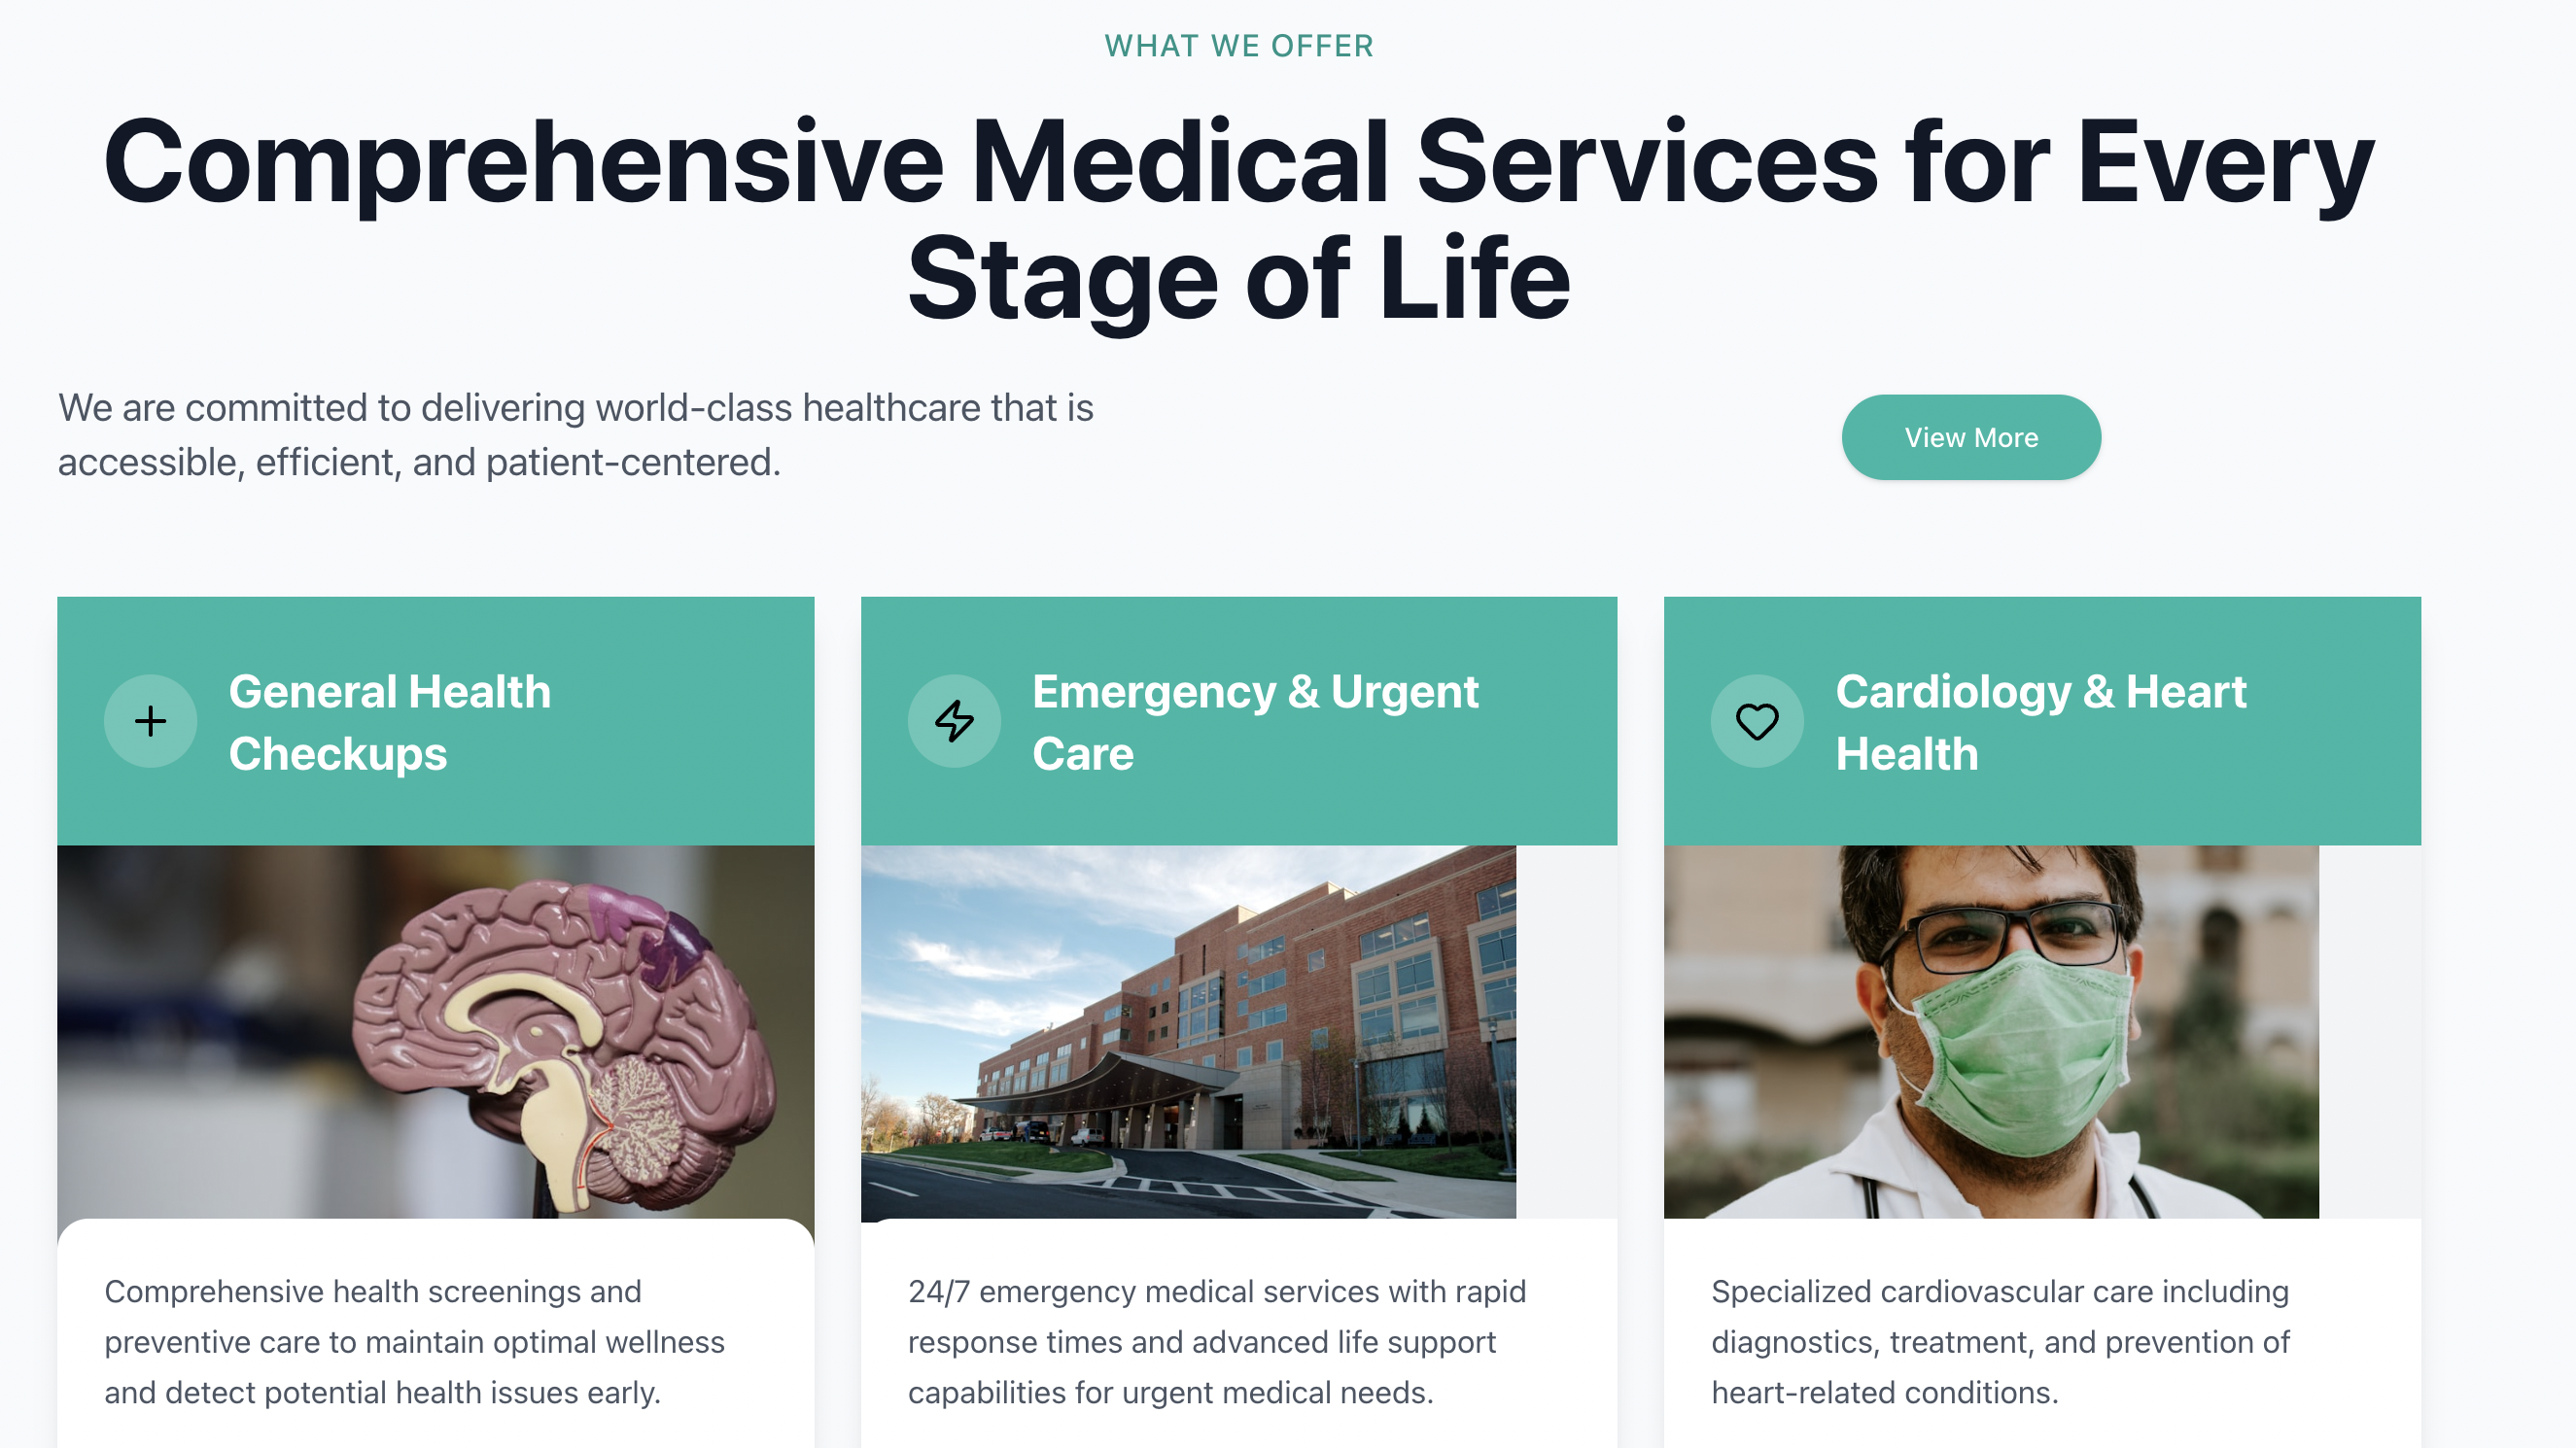 WHAT WE OFFER
Comprehensive Medical Services for Every
Stage of Life
We are committed to delivering world-class healthcare that is
accessible, efficient, and patient-centered.
View More
General Health
Checkups
Emergency & Urgent
Care
Cardiology & Heart
Health
Comprehensive health screenings and
preventive care to maintain optimal wellness
and detect potential health issues early.
24/7 emergency medical services with rapid
response times and advanced life support
capabilities for urgent medical needs.
Specialized cardiovascular care including
diagnostics, treatment, and prevention of
heart-related conditions.